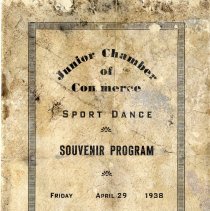 Junior Chamber
of
Commerce
SPORT DANCE
SOUVENIR PROGRAM
FRIDAY APRIL 29 1938